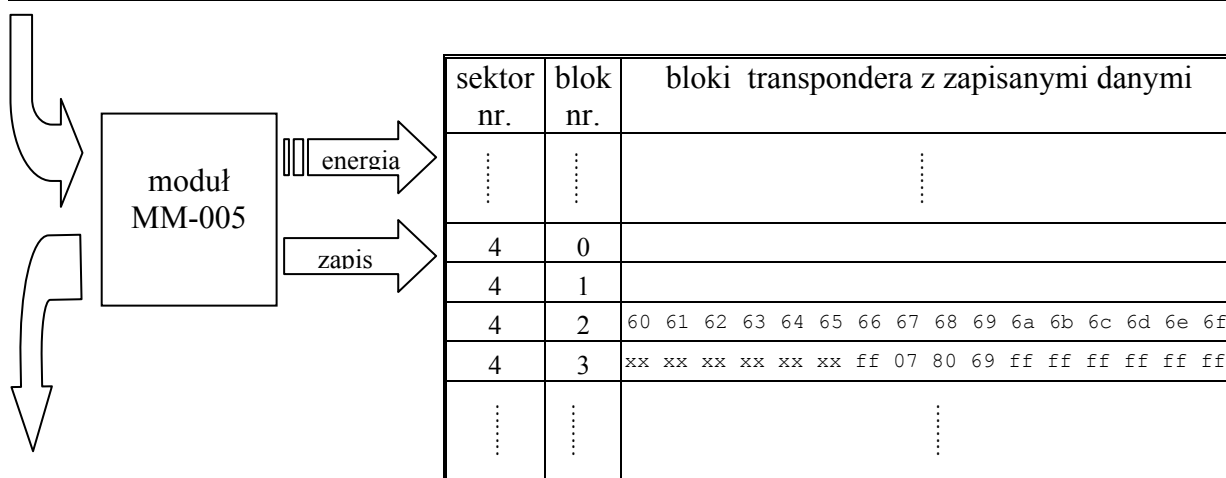 moduł
MM-005
energia
zapis
sektor nr. blok nr. bloki transpondera z zapisanymi danymi
4 0
4 1
4 2 60 61 62 63 64 65 66 67 68 69 6a 6b 6c 6d 6e 6f
4 3 xx xx xx xx xx xx ff 07 80 69 ff ff ff ff ff ff